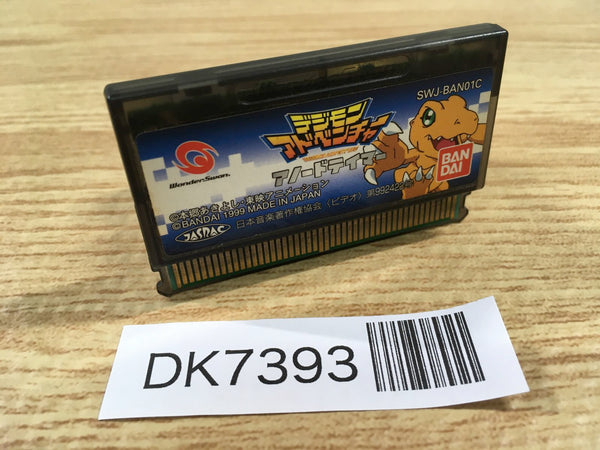 SWJ-BAN01C
デジモン
アドベンチャー
アノードテイマー
WonderSwan
BAN
DAI
©本郷あきよし・東映アニメーション
©BANDAI 1999 MADE IN JAPAN
日本音楽著作権協会（ビデオ）
JASRAC
DK7393